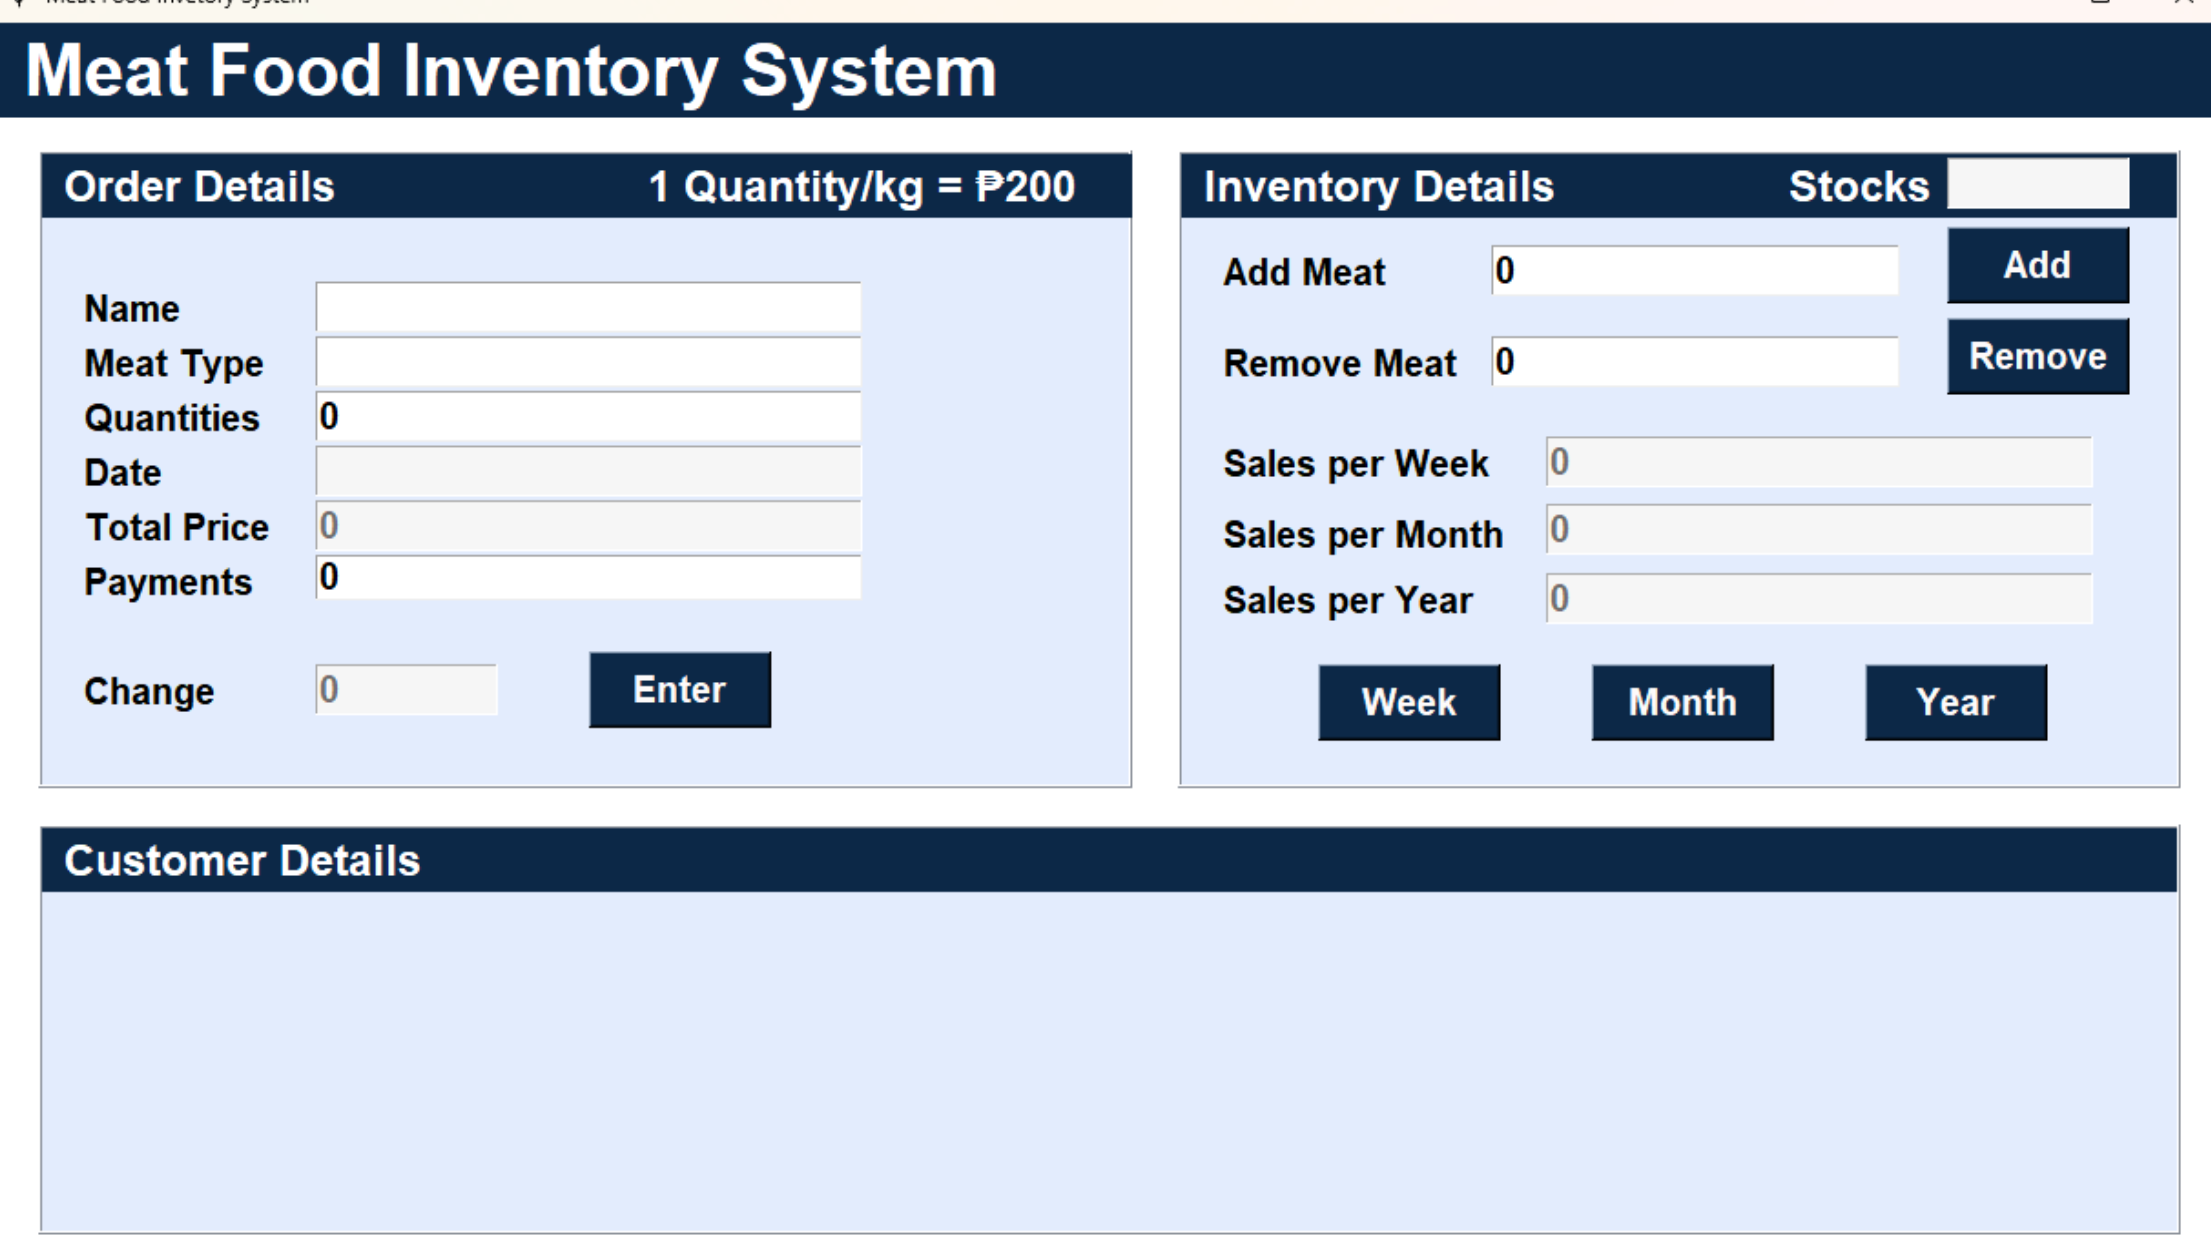 Meat Food Inventory System
Order Details 1 Quantity/kg = ₱200
Name
Meat Type
Quantities 0
Date
Total Price 0
Payments 0
Change 0 Enter
Inventory Details Stocks
Add Meat 0 Add
Remove Meat 0 Remove
Sales per Week 0
Sales per Month 0
Sales per Year 0
Week Month Year
Customer Details